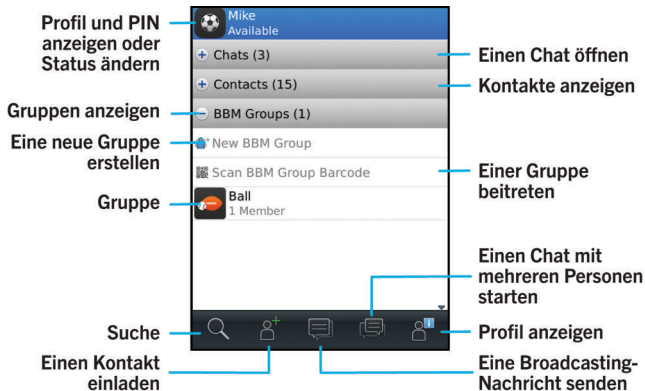 Profil und PIN
anzeigen oder
Status ändern
Gruppen anzeigen
Eine neue Gruppe
erstellen
Gruppe
Suche
Einen Kontakt
einladen
Mike
Available
Chats (3)
Contacts (15)
BBM Groups (1)
New BBM Group
Scan BBM Group Barcode
Ball
1 Member
Einen Chat öffnen
Kontakte anzeigen
Einer Gruppe
beitreten
Einen Chat mit
mehreren Personen
starten
Profil anzeigen
Eine Broadcasting-
Nachricht senden